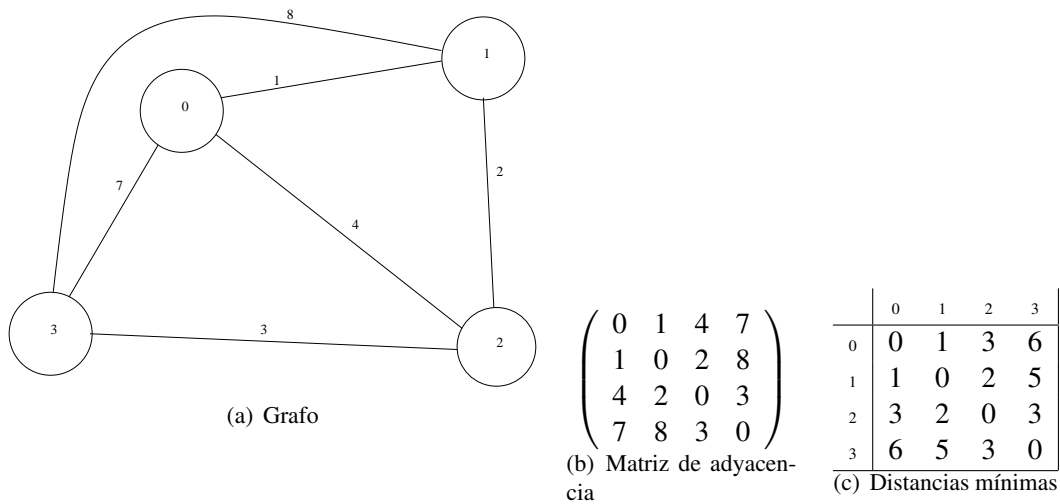 8
1
1
0
2
7
4
3
3
2
(a) Grafo
0 1 4 7
1 0 2 8
4 2 0 3
7 8 3 0
(b) Matriz de adyacen-
cia
0 1 2 3
0 0 1 3 6
1 1 0 2 5
2 3 2 0 3
3 6 5 3 0
(c) Distancias mínimas